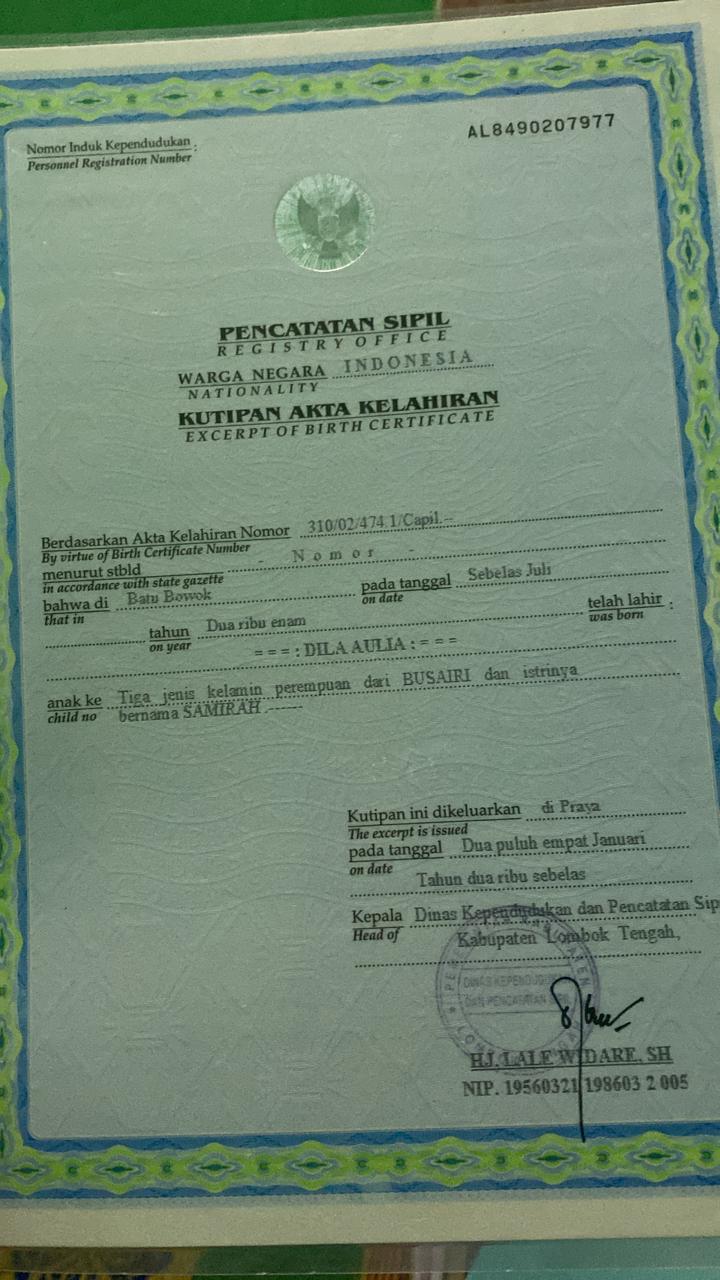 AL8490207977
Nomor Induk Kependudukan :
Personnel Registration Number
PENCATATAN SIPIL
REGISTRY OFFICE
WARGA NEGARA INDONESIA
NATIONALITY
KUTIPAN AKTA KELAHIRAN
EXCERPT OF BIRTH CERTIFICATE
Berdasarkan Akta Kelahiran Nomor 310/02/474.1/Capil.--
By virtue of Birth Certificate Number
menurut stbld - Nomor -
in accordance with state gazette
bahwa di Batu Bowok pada tanggal Sebelas Juli
that in on date
tahun Dua ribu enam telah lahir :
on year was born
= = = : DILA AULIA : = = =
anak ke Tiga jenis kelamin perempuan dari BUSAIRI dan istrinya
child no bernama SAMIRAH.------
Kutipan ini dikeluarkan di Praya
The excerpt is issued
pada tanggal Dua puluh empat Januari
on date
Tahun dua ribu sebelas
Kepala Dinas Kependudukan dan Pencatatan Sip
Head of Kabupaten Lombok Tengah,
DINAS KEPENDUDUKAN
DAN PENCATATAN SIPIL
HJ. LALE WIDARE, SH
NIP. 19560321 198603 2 005